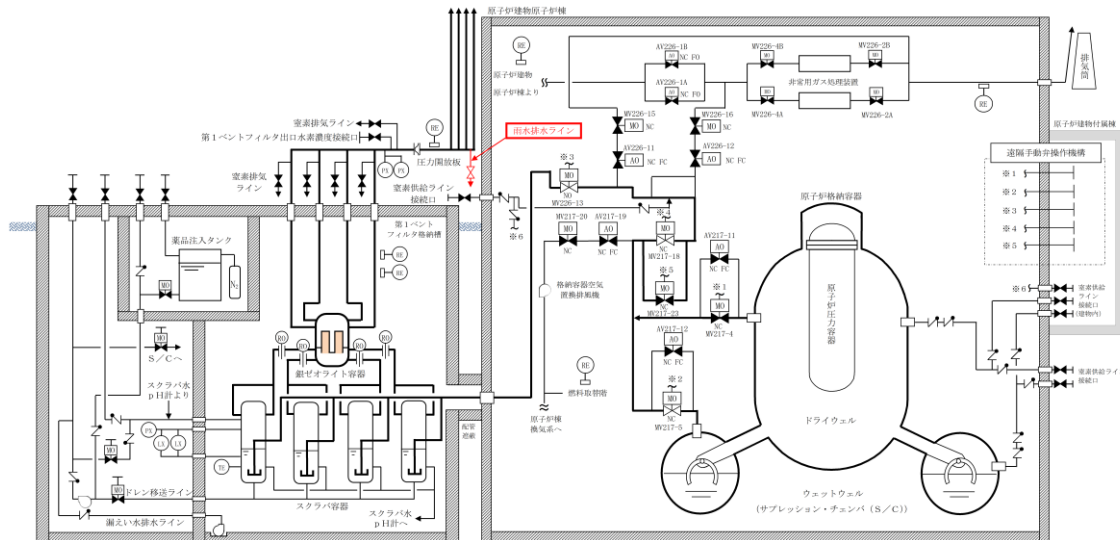 原子炉建物原子炉棟
RE
原子炉建物
原子炉棟より
AV226-1B
AO
NC FO
AV226-1A
AO
NC FO
MV226-4B
MO
MV226-2B
MO
非常用ガス処理装置
MO
MV226-4A
MO
MV226-2A
RE
排気筒
窒素排気ライン
第1ベントフィルタ出口水素濃度接続口
RE
雨水排水ライン
圧力開放板
PX
PX
窒素排気
ライン
窒素供給ライン
接続口
MV226-15
MO
NC
MV226-16
MO
NC
AV226-11
AO
NC FC
AV226-12
AO
NC FC
※3
MO
NO
MV226-13
※6
原子炉建物付属棟
遠隔手動弁操作機構
※1
※2
※3
※4
※5
第1ベント
フィルタ格納槽
RE
RE
薬品注入タンク
N₂
MO
MO
S/Cへ
MV217-20
MO
NC
AV217-19
AO
NC FC
※4
MO
NC
MV217-18
※5
MO
NC
MV217-23
AV217-11
AO
NC FC
※1
MO
NC
MV217-4
原子炉格納容器
原子炉圧力容器
格納容器空気
置換排風機
※6
窒素供給
ライン
接続口
(建物内)
AV217-12
AO
NC FC
※2
MO
NC
MV217-5
RE
燃料取替階
原子炉棟
換気系へ
窒素供給ライン
接続口
RO
RO
RO
RO
銀ゼオライト容器
スクラバ水
pH計より
PX
LX
LX
TE
MO
MO
ドレン移送ライン
漏えい水排水ライン
スクラバ容器
スクラバ水
pH計へ
配管
遮蔽
ドライウェル
ウェットウェル
(サプレッション・チェンバ(S/C))